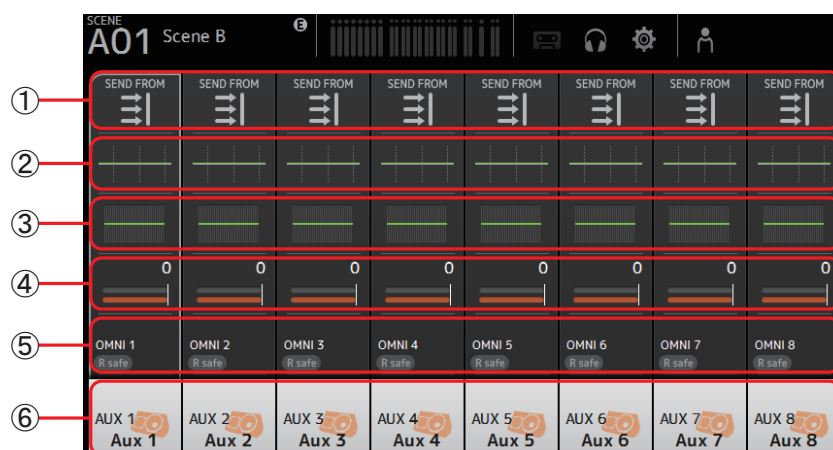 SCENE
A01 Scene B E
① SEND FROM SEND FROM SEND FROM SEND FROM SEND FROM SEND FROM SEND FROM SEND FROM
②
③
④ 0 0 0 0 0 0 0 0
⑤ OMNI 1 OMNI 2 OMNI 3 OMNI 4 OMNI 5 OMNI 6 OMNI 7 OMNI 8
R safe R safe R safe R safe R safe R safe R safe R safe
⑥ AUX 1 AUX 2 AUX 3 AUX 4 AUX 5 AUX 6 AUX 7 AUX 8
Aux 1 Aux 2 Aux 3 Aux 4 Aux 5 Aux 6 Aux 7 Aux 8